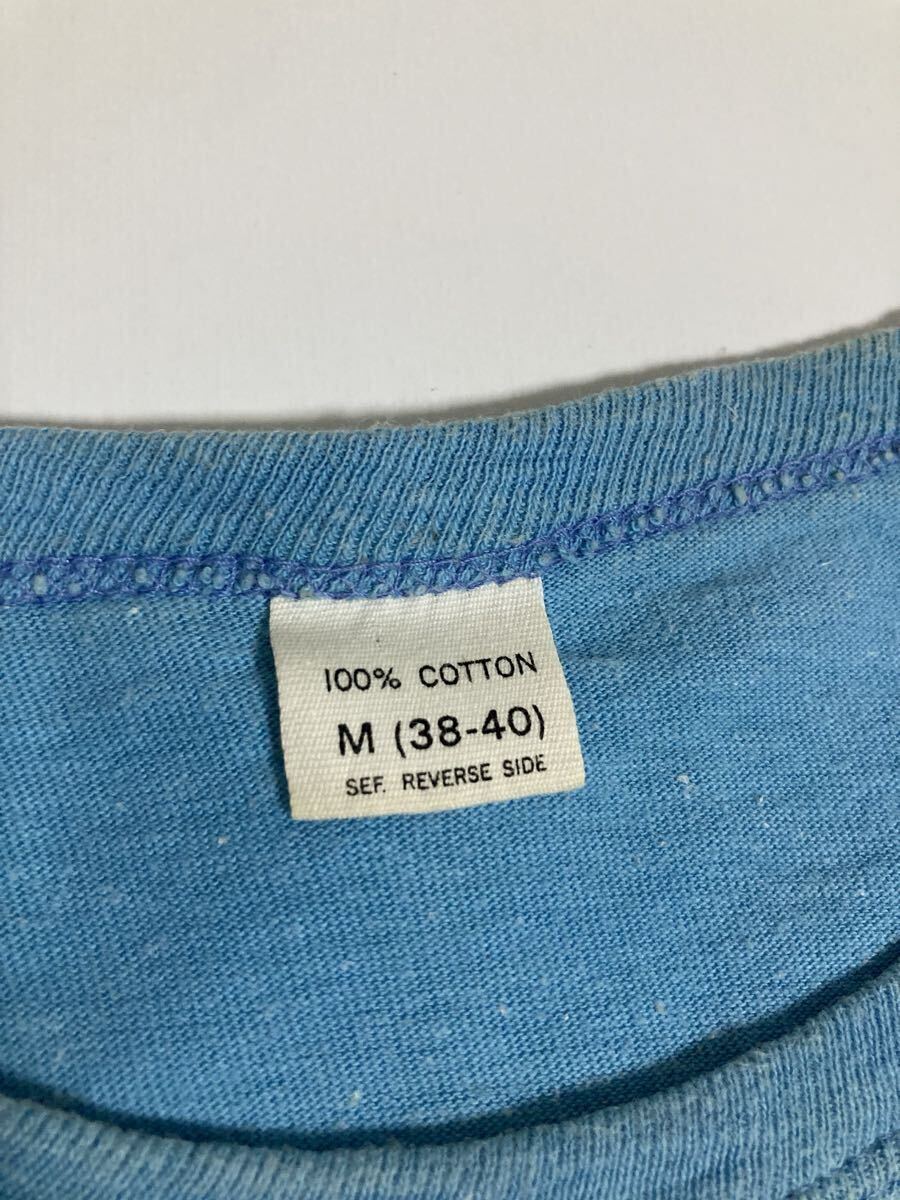 100% COTTON
M (38-40)
SEF. REVERSE SIDE